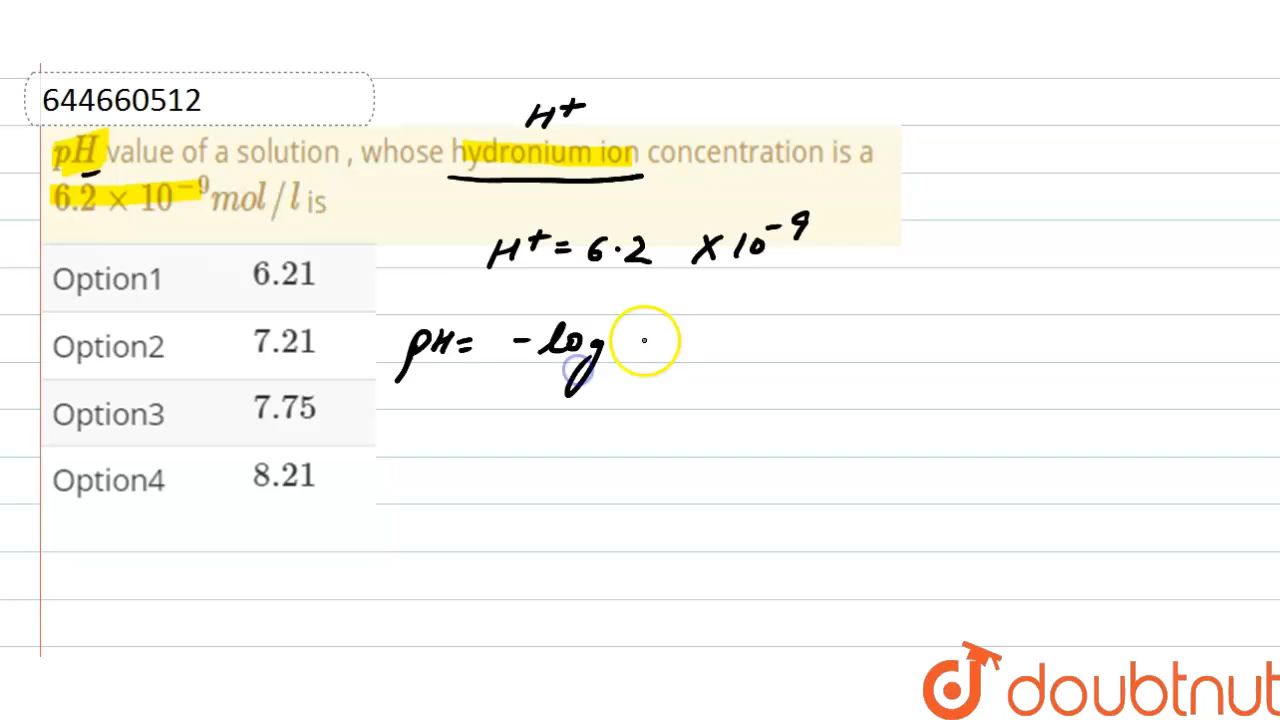 644660512
H⁺
pH value of a solution , whose hydronium ion concentration is a
6.2 × 10⁻⁹ mol/l is
H⁺ = 6.2 × 10⁻⁹
Option1 6.21
pH = - log
Option2 7.21
Option3 7.75
Option4 8.21
doubtnut